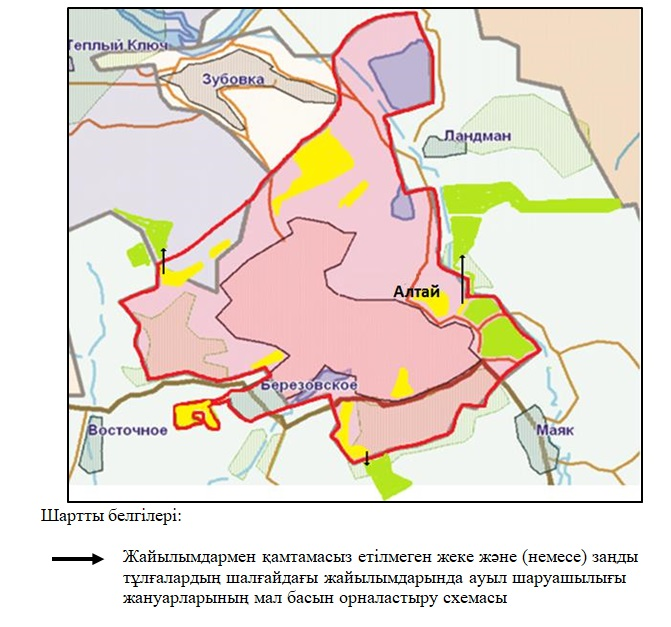 Теплый Ключ
Зубовка
Ландман
Алтай
Березовское
Восточное
Маяк
Шартты белгілері:
Жайылымдармен қамтамасыз етілмеген жеке және (немесе) заңды
тұлғалардың шалғайдағы жайылымдарында ауыл шаруашылығы
жануарларының мал басын орналастыру схемасы